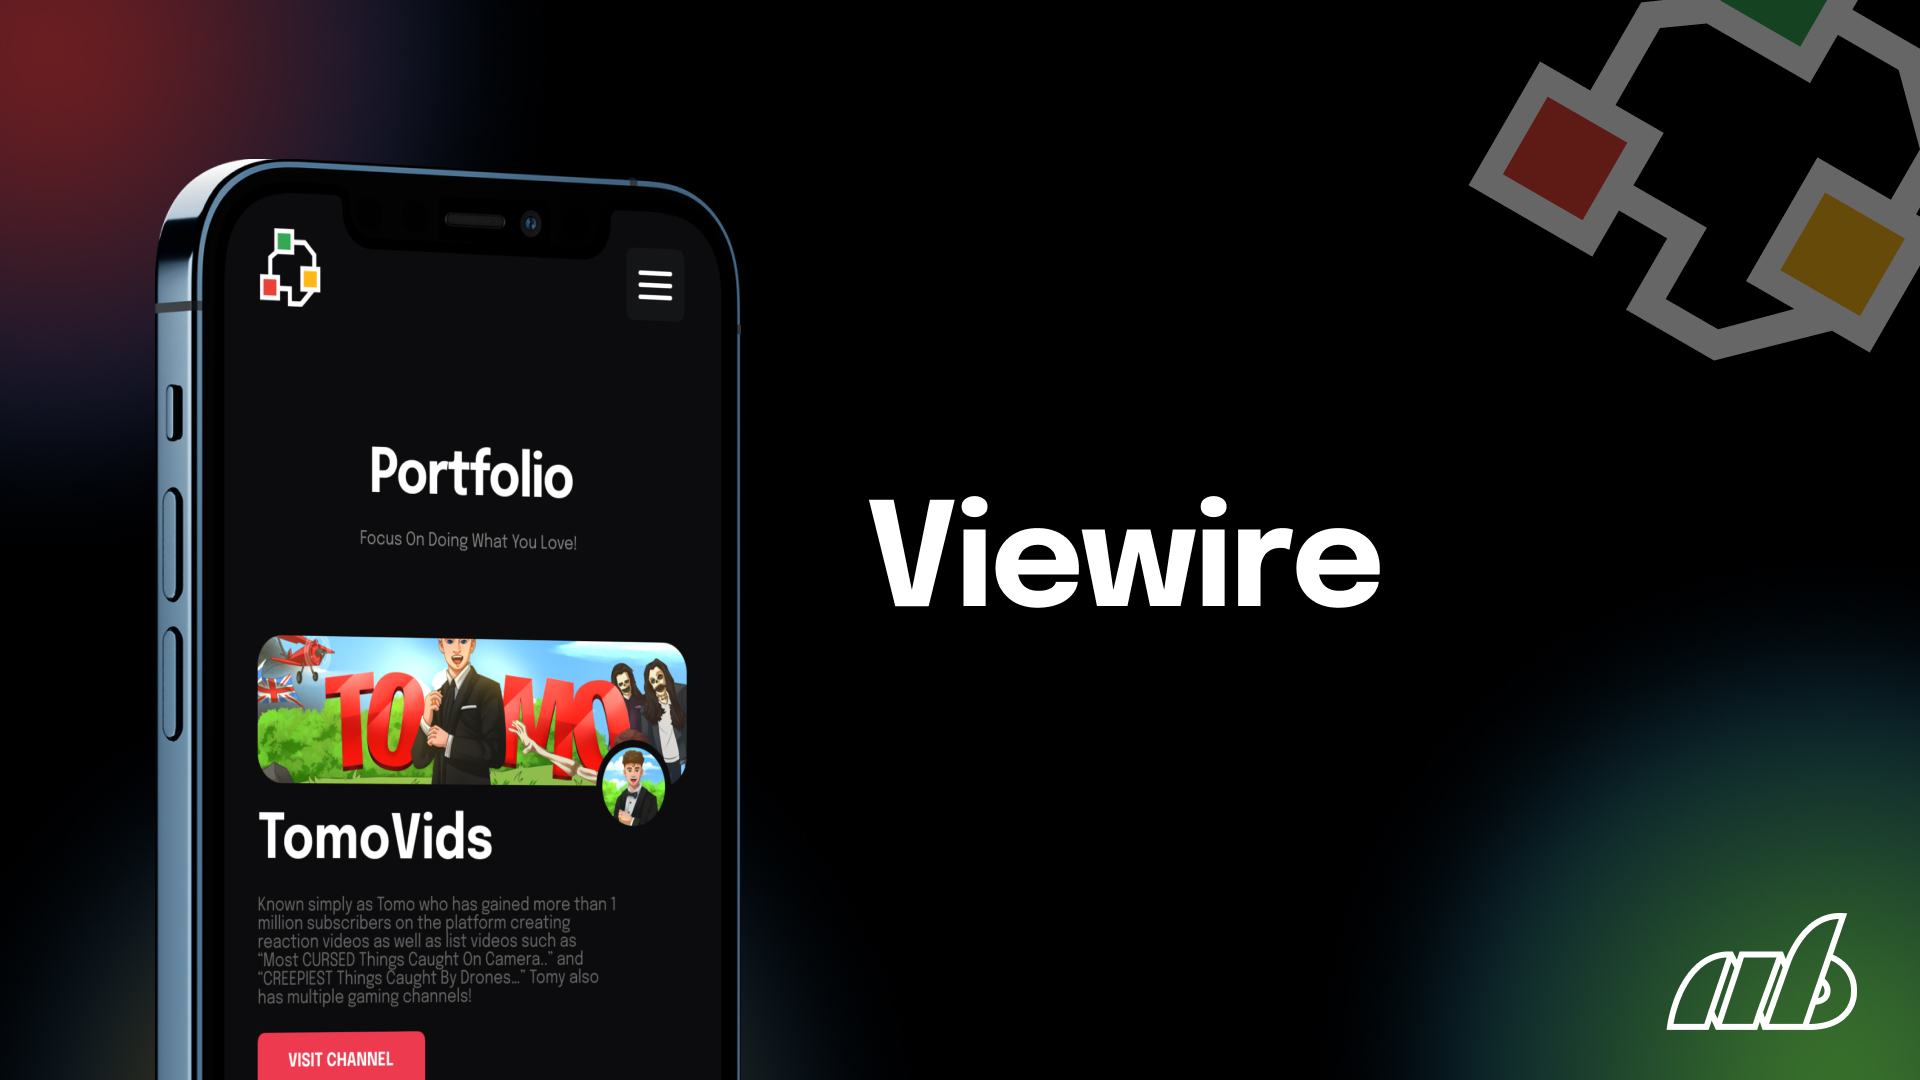 Portfolio
Focus On Doing What You Love!
TOMO
TomoVids
Known simply as Tomo who has gained more than 1
million subscribers on the platform creating
reaction videos as well as list videos such as
“Most CURSED Things Caught On Camera..” and
“CREEPIEST Things Caught By Drones...” Tomy also
has multiple gaming channels!
VISIT CHANNEL
Viewire